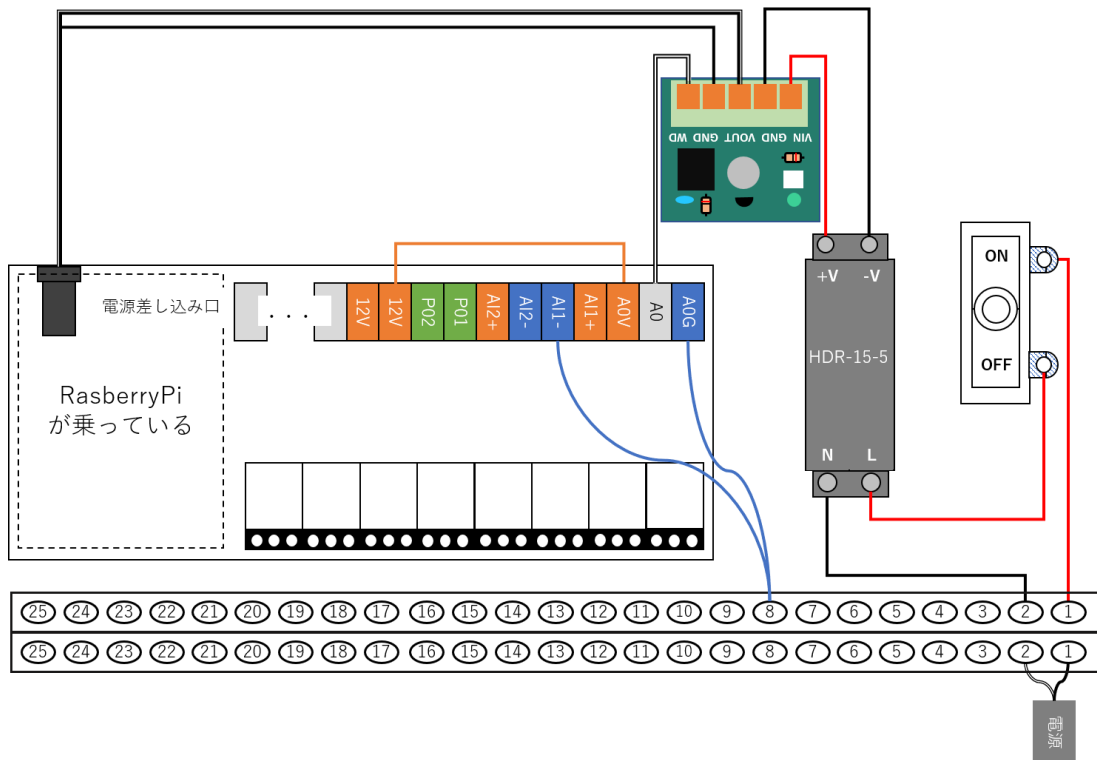 WD GND VOUT GND VIN
+V -V
HDR-15-5
N L
ON
OFF
電源差し込み口
RasberryPi
が乗っている
. . .
12V 12V P02 P01 AI2+ AI2- AI1- AI1+ A0V A0 A0G
25 24 23 22 21 20 19 18 17 16 15 14 13 12 11 10 9 8 7 6 5 4 3 2 1
25 24 23 22 21 20 19 18 17 16 15 14 13 12 11 10 9 8 7 6 5 4 3 2 1
電源